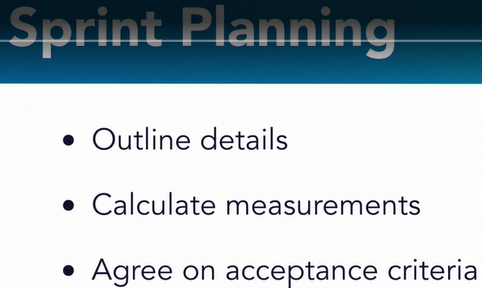 Sprint Planning
• Outline details
• Calculate measurements
• Agree on acceptance criteria